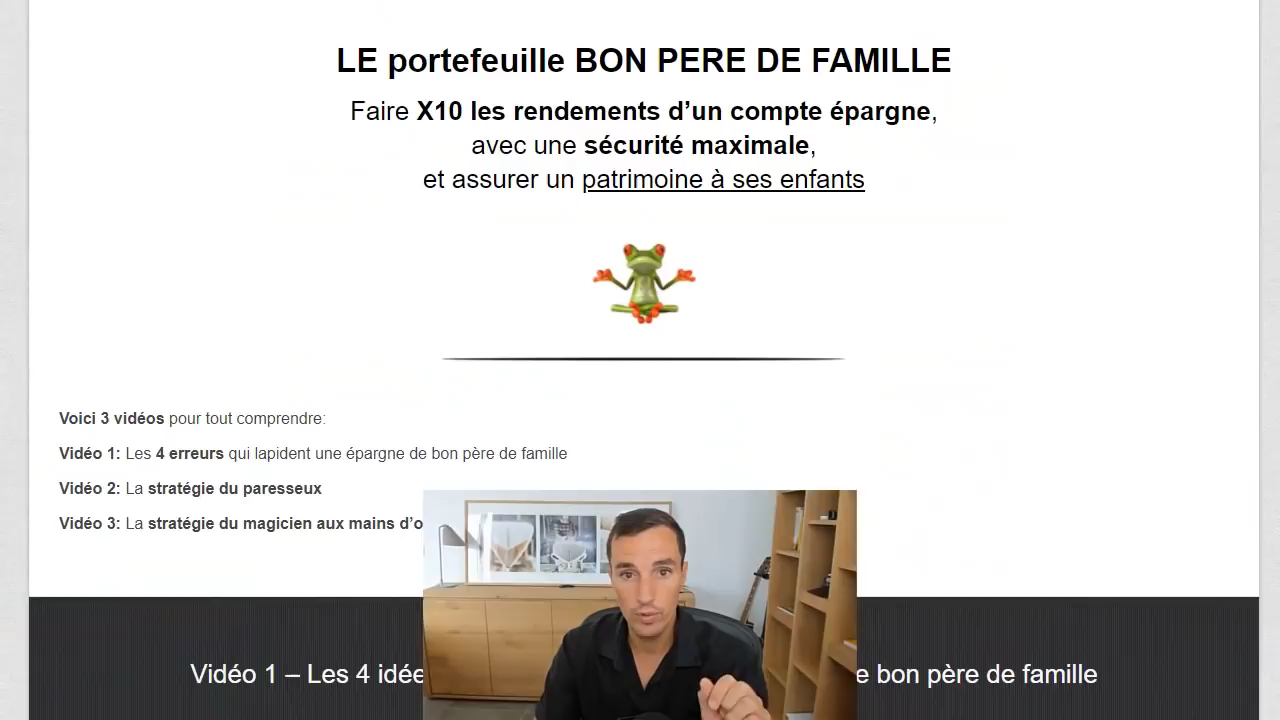 LE portefeuille BON PERE DE FAMILLE
Faire X10 les rendements d’un compte épargne,
avec une sécurité maximale,
et assurer un patrimoine à ses enfants
Voici 3 vidéos pour tout comprendre:
Vidéo 1: Les 4 erreurs qui lapident une épargne de bon père de famille
Vidéo 2: La stratégie du paresseux
Vidéo 3: La stratégie du magicien aux mains d’o
Vidéo 1 – Les 4 idée
e bon père de famille